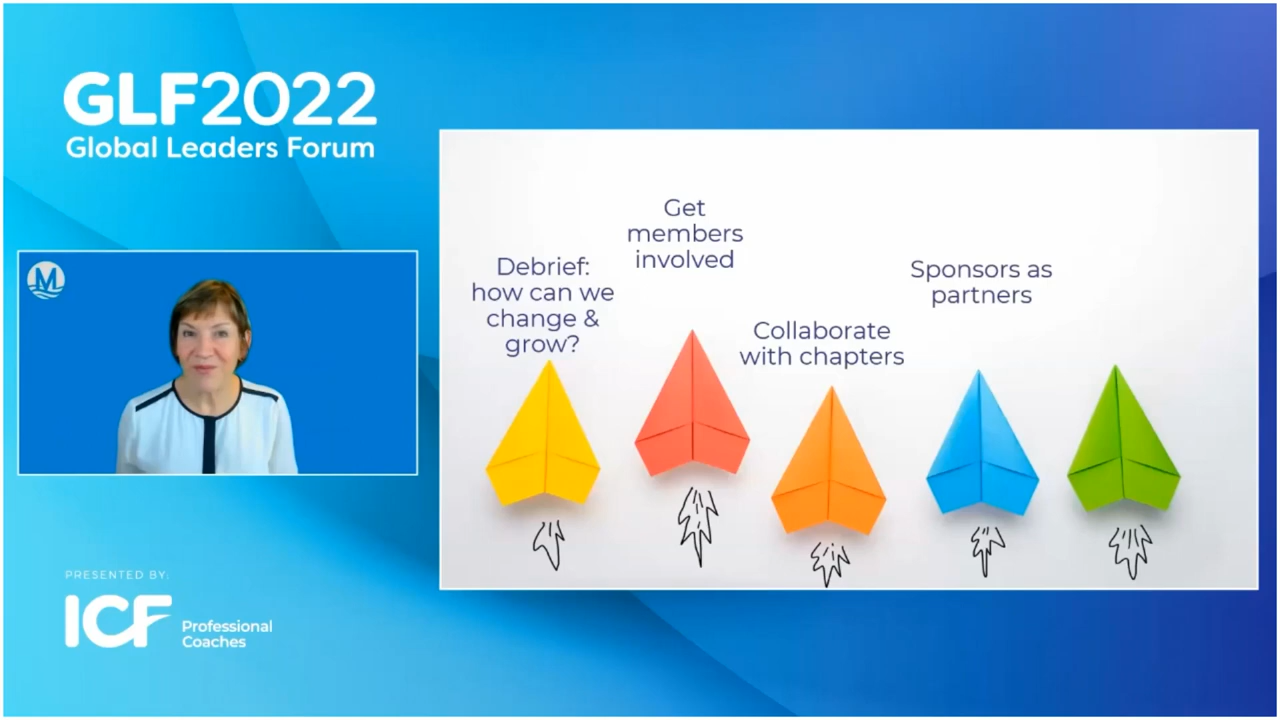 GLF2022
Global Leaders Forum
M
Debrief:
how can we
change &
grow?
Get
members
involved
Collaborate
with chapters
Sponsors as
partners
PRESENTED BY:
ICF Professional
Coaches